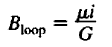 B_loop = μi/G